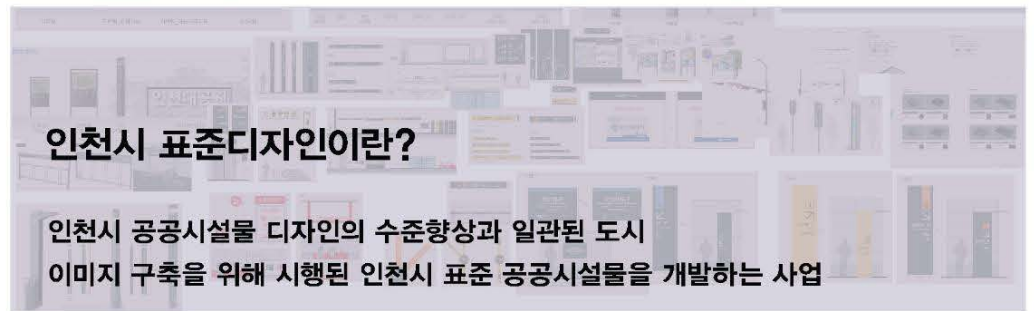 인천시 표준디자인이란?
인천시 공공시설물 디자인의 수준향상과 일관된 도시
이미지 구축을 위해 시행된 인천시 표준 공공시설물을 개발하는 사업